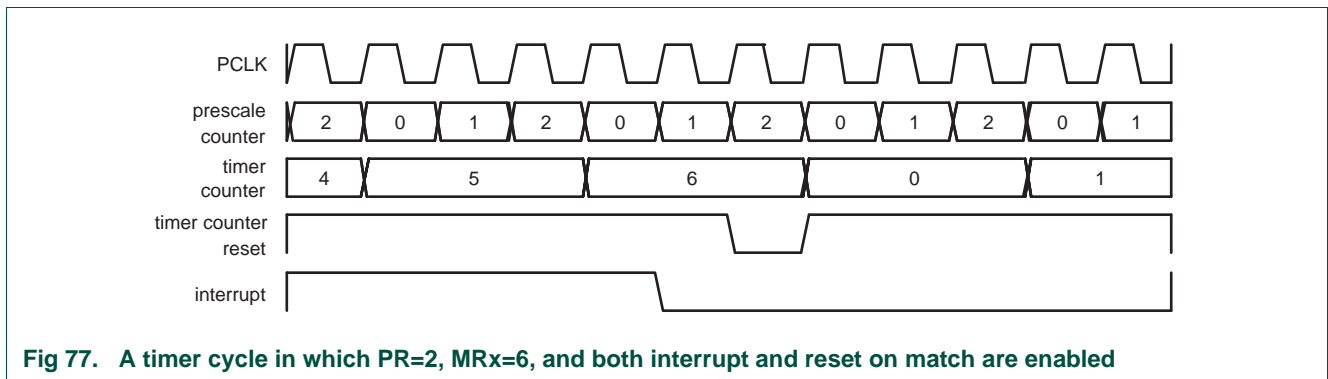 PCLK
prescale
counter
2 0 1 2 0 1 2 0 1 2 0 1
timer
counter
4 5 6 0 1
timer counter
reset
interrupt
Fig 77. A timer cycle in which PR=2, MRx=6, and both interrupt and reset on match are enabled